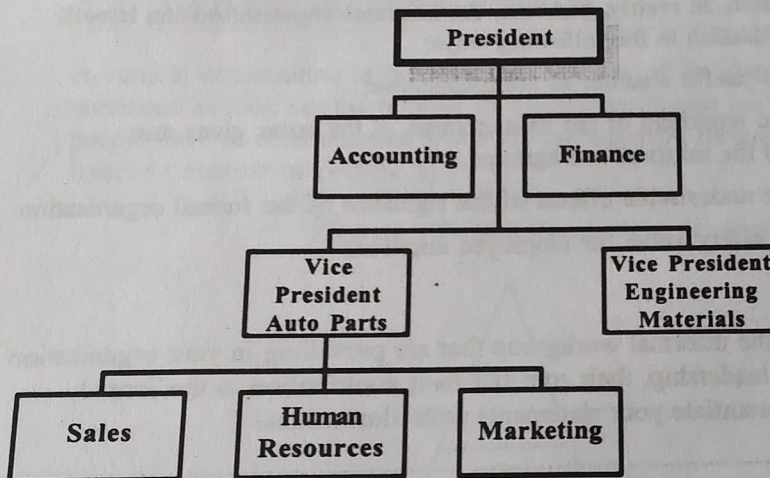 President
Accounting
Finance
Vice
President
Auto Parts
Vice President
Engineering
Materials
Sales
Human
Resources
Marketing